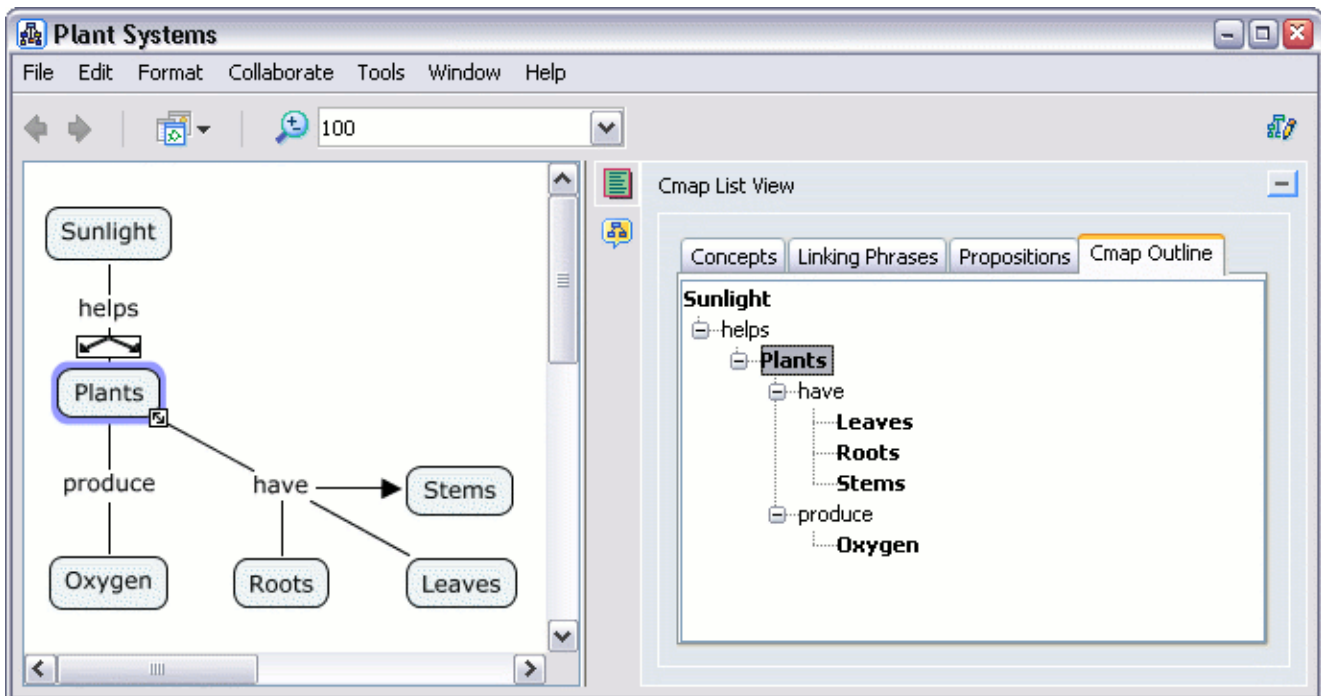 Plant Systems
File Edit Format Collaborate Tools Window Help
100
Sunlight
helps
Plants
produce
have
Stems
Oxygen
Roots
Leaves
Cmap List View
Concepts Linking Phrases Propositions Cmap Outline
Sunlight
helps
Plants
have
Leaves
Roots
Stems
produce
Oxygen